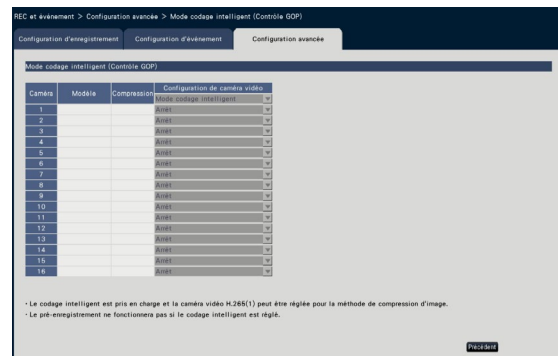 REC et événement > Configuration avancée > Mode codage intelligent (Contrôle GOP)
Configuration d'enregistrement Configuration d'événement Configuration avancée
Mode codage intelligent (Contrôle GOP)
Caméra Modèle Compression Configuration de caméra vidéo
Mode codage intelligent
1 Arrêt
2 Arrêt
3 Arrêt
4 Arrêt
5 Arrêt
6 Arrêt
7 Arrêt
8 Arrêt
9 Arrêt
10 Arrêt
11 Arrêt
12 Arrêt
13 Arrêt
14 Arrêt
15 Arrêt
16 Arrêt
・Le codage intelligent est pris en charge et la caméra vidéo H.265(1) peut être réglée pour la méthode de compression d'image.
・Le pré-enregistrement ne fonctionnera pas si le codage intelligent est réglé.
Précédent